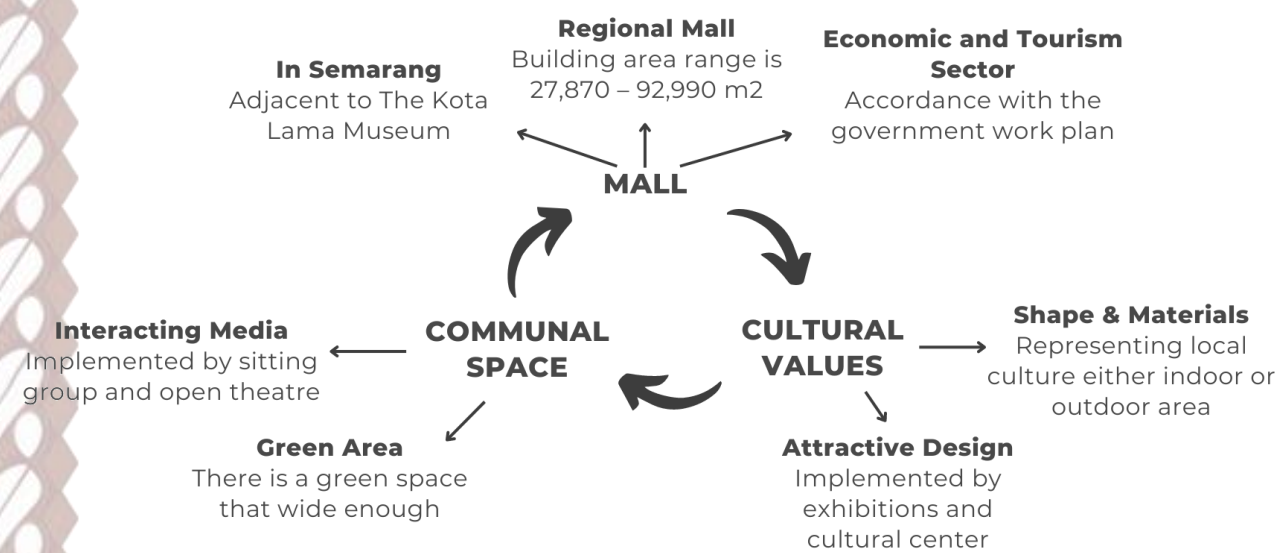 Regional Mall
Building area range is
27,870 – 92,990 m2
In Semarang
Adjacent to The Kota
Lama Museum
Economic and Tourism
Sector
Accordance with the
government work plan
MALL
COMMUNAL
SPACE
CULTURAL
VALUES
Interacting Media
Implemented by sitting
group and open theatre
Shape & Materials
Representing local
culture either indoor or
outdoor area
Green Area
There is a green space
that wide enough
Attractive Design
Implemented by
exhibitions and
cultural center